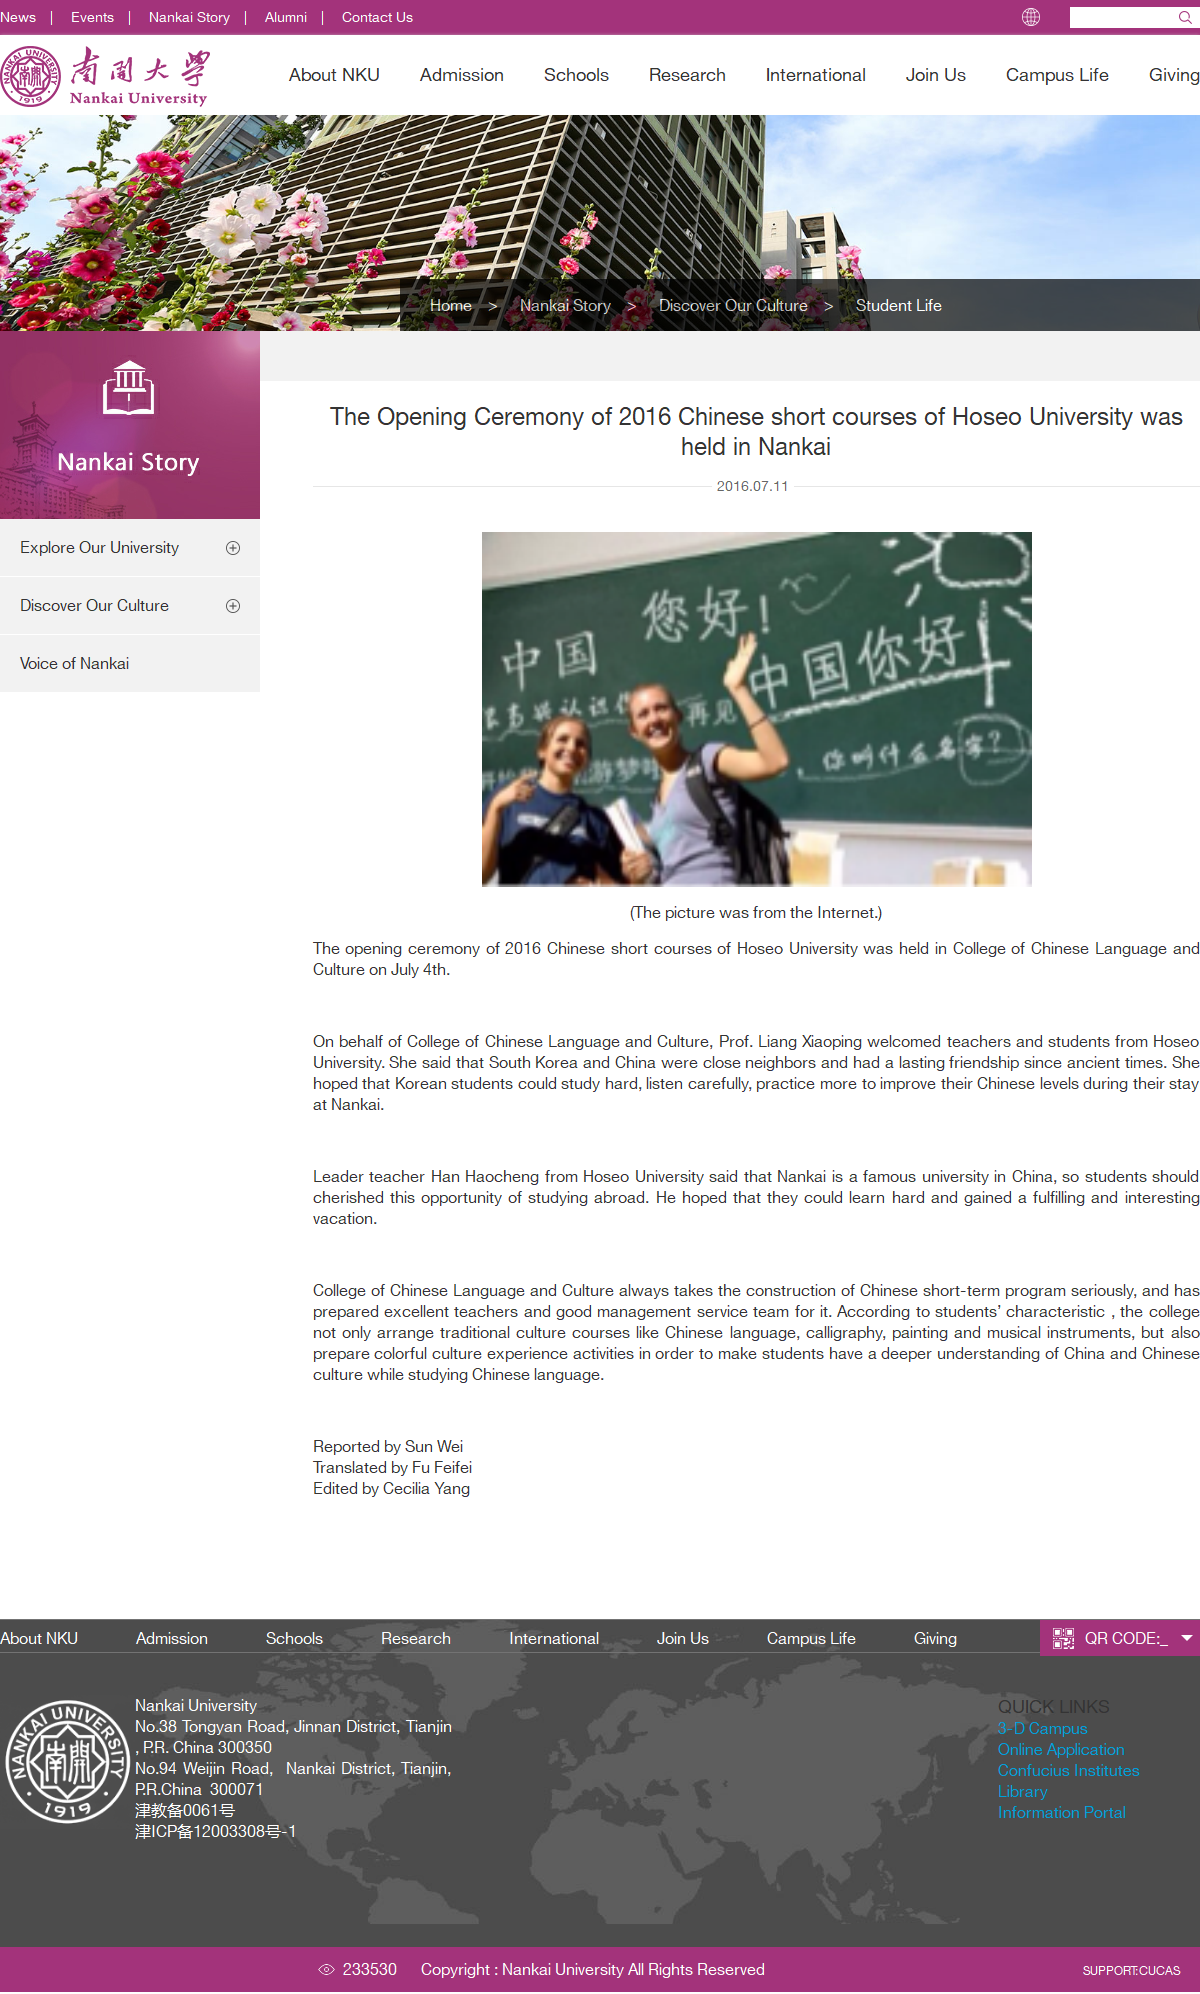 News | Events | Nankai Story | Alumni | Contact Us
NANKAI UNIVERSITY
南開
1919
南開大學
Nankai University
About NKU Admission Schools Research International Join Us Campus Life Giving
Home > Nankai Story > Discover Our Culture > Student Life
Nankai Story
Explore Our University
Discover Our Culture
Voice of Nankai
The Opening Ceremony of 2016 Chinese short courses of Hoseo University was
held in Nankai
2016.07.11
您好!
中国
中国你好
再见
你叫什么名字?
(The picture was from the Internet.)
The opening ceremony of 2016 Chinese short courses of Hoseo University was held in College of Chinese Language and
Culture on July 4th.
On behalf of College of Chinese Language and Culture, Prof. Liang Xiaoping welcomed teachers and students from Hoseo
University. She said that South Korea and China were close neighbors and had a lasting friendship since ancient times. She
hoped that Korean students could study hard, listen carefully, practice more to improve their Chinese levels during their stay
at Nankai.
Leader teacher Han Haocheng from Hoseo University said that Nankai is a famous university in China, so students should
cherished this opportunity of studying abroad. He hoped that they could learn hard and gained a fulfilling and interesting
vacation.
College of Chinese Language and Culture always takes the construction of Chinese short-term program seriously, and has
prepared excellent teachers and good management service team for it. According to students’ characteristic , the college
not only arrange traditional culture courses like Chinese language, calligraphy, painting and musical instruments, but also
prepare colorful culture experience activities in order to make students have a deeper understanding of China and Chinese
culture while studying Chinese language.
Reported by Sun Wei
Translated by Fu Feifei
Edited by Cecilia Yang
About NKU Admission Schools Research International Join Us Campus Life Giving QR CODE:_
NANKAI UNIVERSITY
南開
1919
Nankai University
No.38 Tongyan Road, Jinnan District, Tianjin
, P.R. China 300350
No.94 Weijin Road, Nankai District, Tianjin,
P.R.China 300071
津教备0061号
津ICP备12003308号-1
QUICK LINKS
3-D Campus
Online Application
Confucius Institutes
Library
Information Portal
233530 Copyright : Nankai University All Rights Reserved
SUPPORT:CUCAS